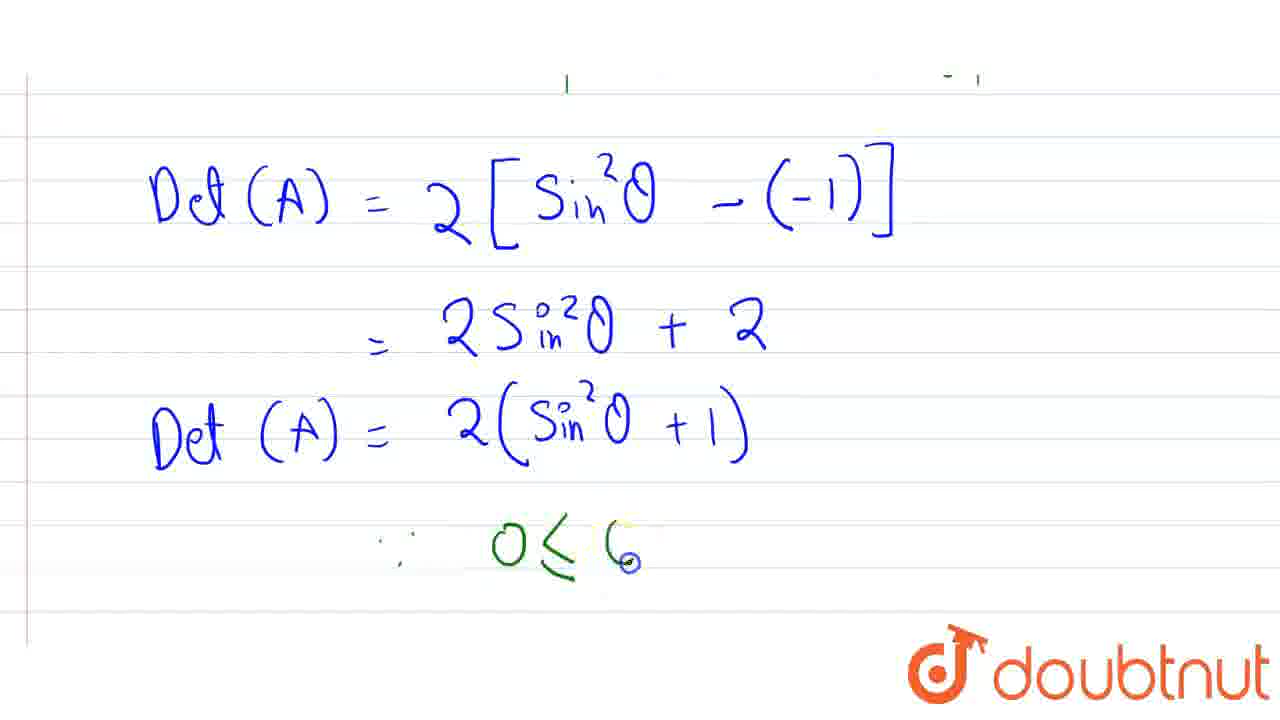 Det (A) = 2 [ Sin²θ - (-1) ]
= 2 Sin²θ + 2
Det (A) = 2 ( Sin²θ + 1 )
∵ 0 ≤
doubtnut